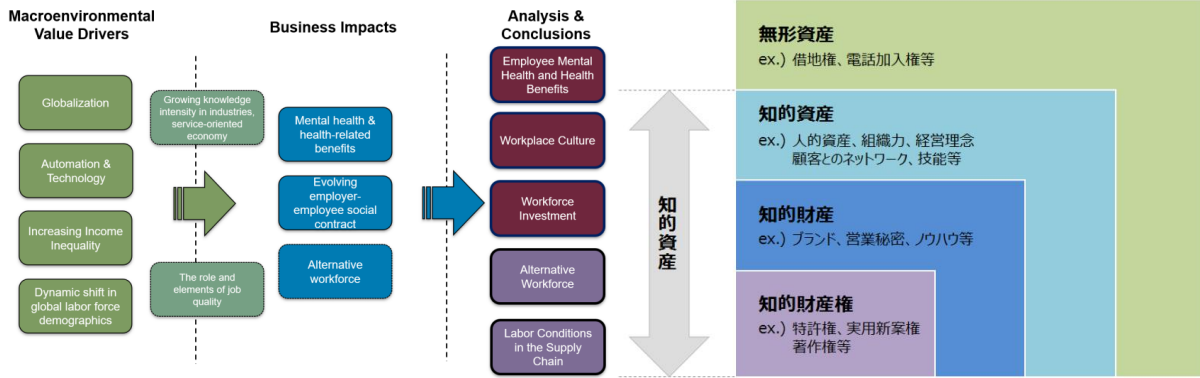 Macroenvironmental
Value Drivers
Business Impacts
Analysis &
Conclusions
Globalization
Automation &
Technology
Increasing Income
Inequality
Dynamic shift in
global labor force
demographics
Growing knowledge
intensity in industries,
service-oriented
economy
The role and
elements of job
quality
Mental health &
health-related
benefits
Evolving
employer-
employee social
contract
Alternative
workforce
Employee Mental
Health and Health
Benefits
Workplace Culture
Workforce
Investment
Alternative
Workforce
Labor Conditions
in the Supply
Chain
知的資産
無形資産
ex.) 借地権、電話加入権等
知的資産
ex.) 人的資産、組織力、経営理念
顧客とのネットワーク、技能等
知的財産
ex.) ブランド、営業秘密、ノウハウ等
知的財産権
ex.) 特許権、実用新案権
著作権等